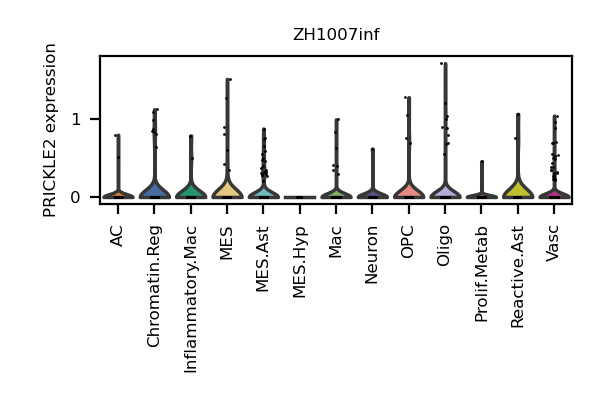 ZH1007inf
PRICKLE2 expression
1
0
AC
Chromatin.Reg
Inflammatory.Mac
MES
MES.Ast
MES.Hyp
Mac
Neuron
OPC
Oligo
Prolif.Metab
Reactive.Ast
Vasc